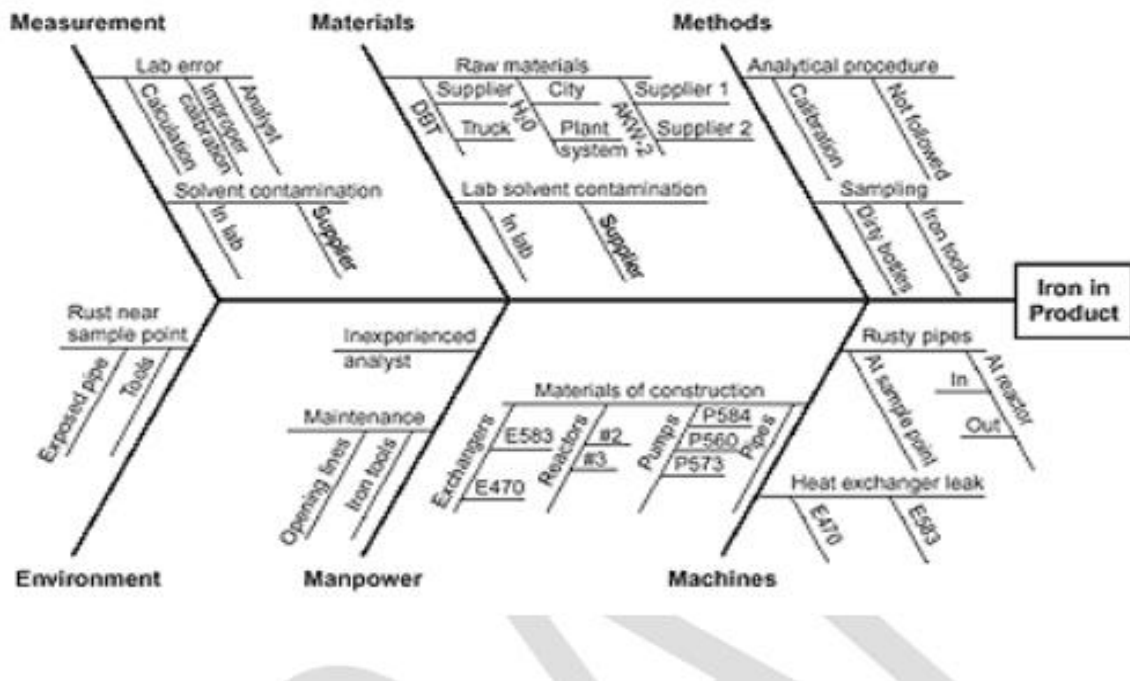 Measurement
Materials
Methods
Lab error
Calculation
Improper
calibration
Analyst
Solvent contamination
In lab
Supplier
Raw materials
DBT
Supplier
Truck
H₂0
City
Plant
system
AKW-2
Supplier 1
Supplier 2
Lab solvent contamination
In lab
Supplier
Analytical procedure
Calibration
Not followed
Sampling
Dirty bottles
Iron tools
Iron in
Product
Rust near
sample point
Exposed pipe
Tools
Inexperienced
analyst
Maintenance
Opening lines
Iron tools
Materials of construction
Exchangers
E583
E470
Reactors
#2
#3
Pumps
P584
P560
P573
Pipes
Rusty pipes
At sample point
At reactor
In
Out
Heat exchanger leak
E470
E583
Environment
Manpower
Machines